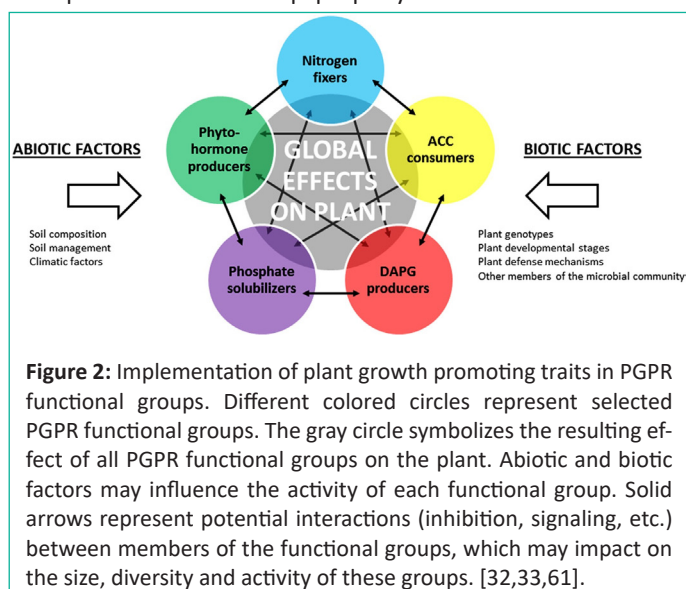 Nitrogen
fixers
Phyto-
hormone
producers
ACC
consumers
GLOBAL
EFFECTS
ON PLANT
ABIOTIC FACTORS
BIOTIC FACTORS
Soil composition
Soil management
Climatic factors
Plant genotypes
Plant developmental stages
Plant defense mechanisms
Other members of the microbial community
Phosphate
solubilizers
DAPG
producers
Figure 2: Implementation of plant growth promoting traits in PGPR
functional groups. Different colored circles represent selected
PGPR functional groups. The gray circle symbolizes the resulting ef-
fect of all PGPR functional groups on the plant. Abiotic and biotic
factors may influence the activity of each functional group. Solid
arrows represent potential interactions (inhibition, signaling, etc.)
between members of the functional groups, which may impact on
the size, diversity and activity of these groups. [32,33,61].